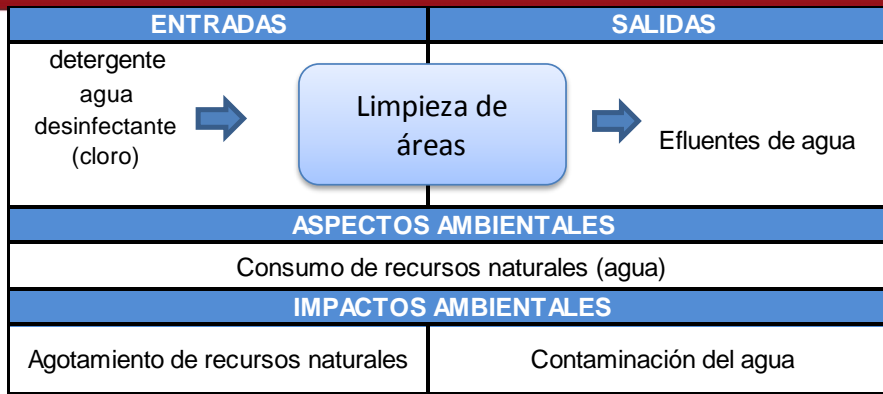 ENTRADAS
SALIDAS
detergente
agua
desinfectante
(cloro)
Limpieza de
áreas
Efluentes de agua
ASPECTOS AMBIENTALES
Consumo de recursos naturales (agua)
IMPACTOS AMBIENTALES
Agotamiento de recursos naturales
Contaminación del agua